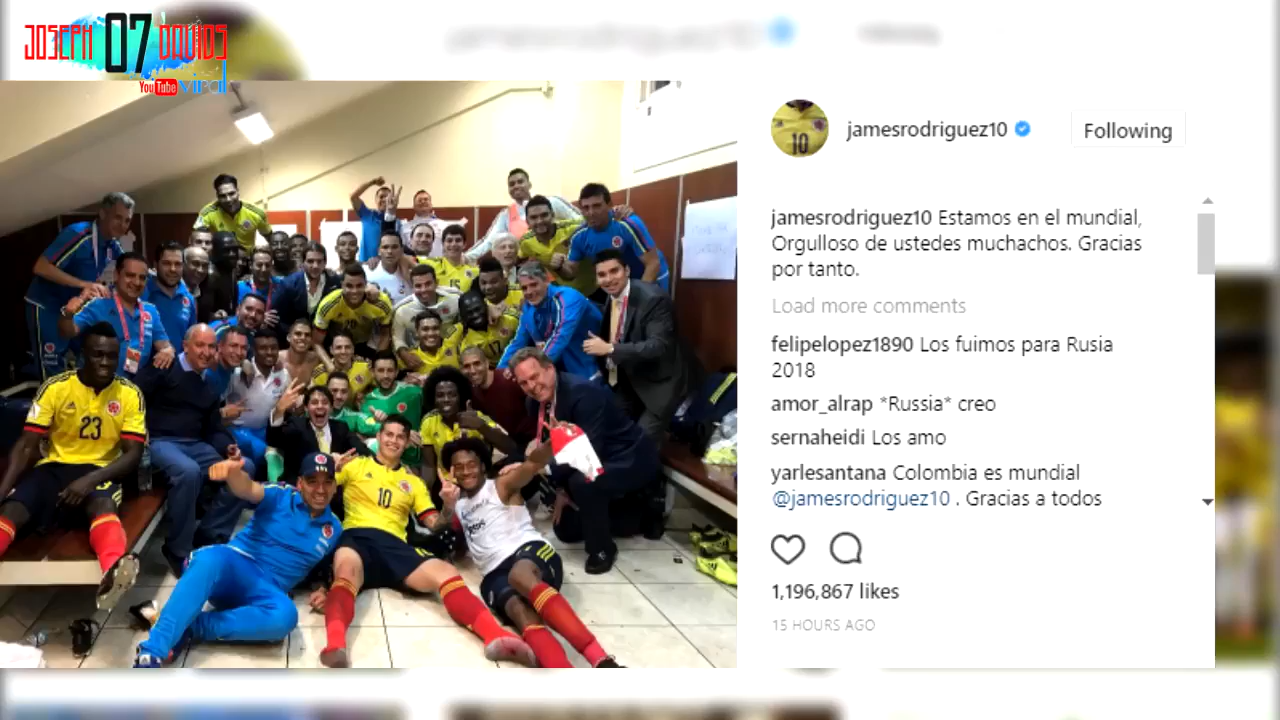 JOSEPH 07 DAVIDS
YouTube viral
jamesrodriguez10
Following
jamesrodriguez10 Estamos en el mundial,
Orgulloso de ustedes muchachos. Gracias
por tanto.
Load more comments
felipelopez1890 Los fuimos para Rusia
2018
amor_alrap *Russia* creo
sernaheidi Los amo
yarlesantana Colombia es mundial
@jamesrodriguez10 . Gracias a todos
1,196,867 likes
15 HOURS AGO
23
10
15
10